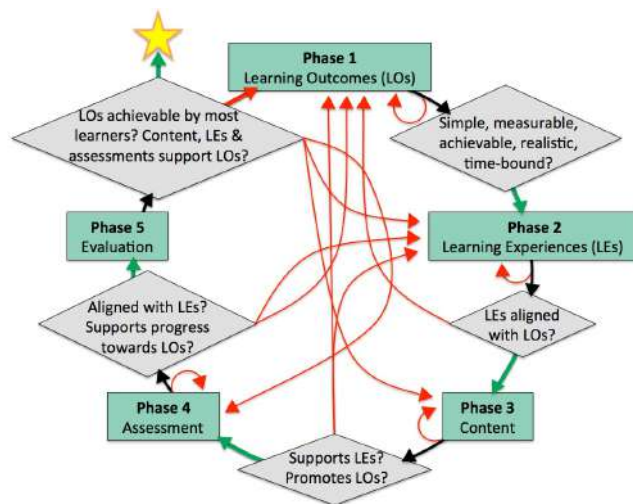 Phase 1
Learning Outcomes (LOs)
LOs achievable by most
learners? Content, LEs &
assessments support LOs?
Simple, measurable,
achievable, realistic,
time-bound?
Phase 2
Learning Experiences (LEs)
LEs aligned
with LOs?
Phase 3
Content
Supports LEs?
Promotes LOs?
Phase 4
Assessment
Aligned with LEs?
Supports progress
towards LOs?
Phase 5
Evaluation